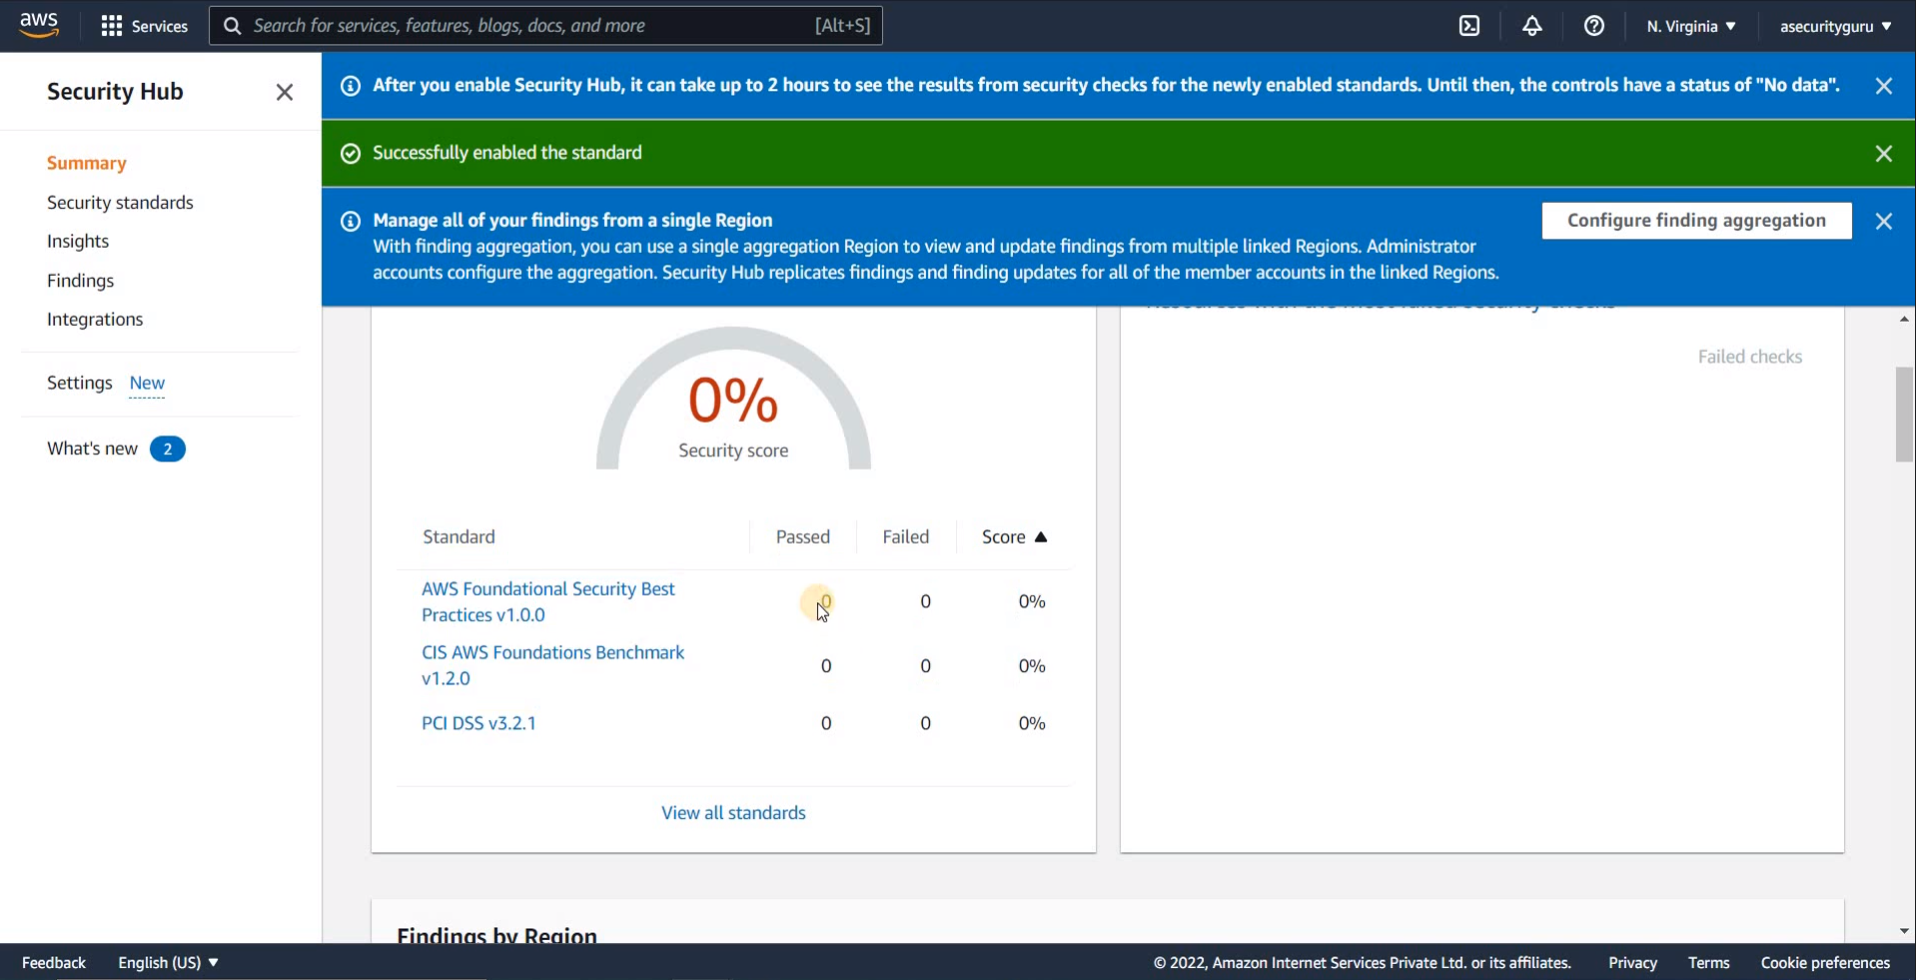 aws
Services
Search for services, features, blogs, docs, and more
[Alt+S]
N. Virginia ▼
asecurityguru ▼
Security Hub
Summary
Security standards
Insights
Findings
Integrations
Settings New
What's new 2
After you enable Security Hub, it can take up to 2 hours to see the results from security checks for the newly enabled standards. Until then, the controls have a status of "No data".
Successfully enabled the standard
Manage all of your findings from a single Region
With finding aggregation, you can use a single aggregation Region to view and update findings from multiple linked Regions. Administrator
accounts configure the aggregation. Security Hub replicates findings and finding updates for all of the member accounts in the linked Regions.
Configure finding aggregation
0%
Security score
Standard Passed Failed Score ▲
AWS Foundational Security Best
Practices v1.0.0
0 0 0%
CIS AWS Foundations Benchmark
v1.2.0
0 0 0%
PCI DSS v3.2.1 0 0 0%
View all standards
Resources with the most failed security checks
Failed checks
Findings by Region
Feedback English (US) ▼
© 2022, Amazon Internet Services Private Ltd. or its affiliates. Privacy Terms Cookie preferences